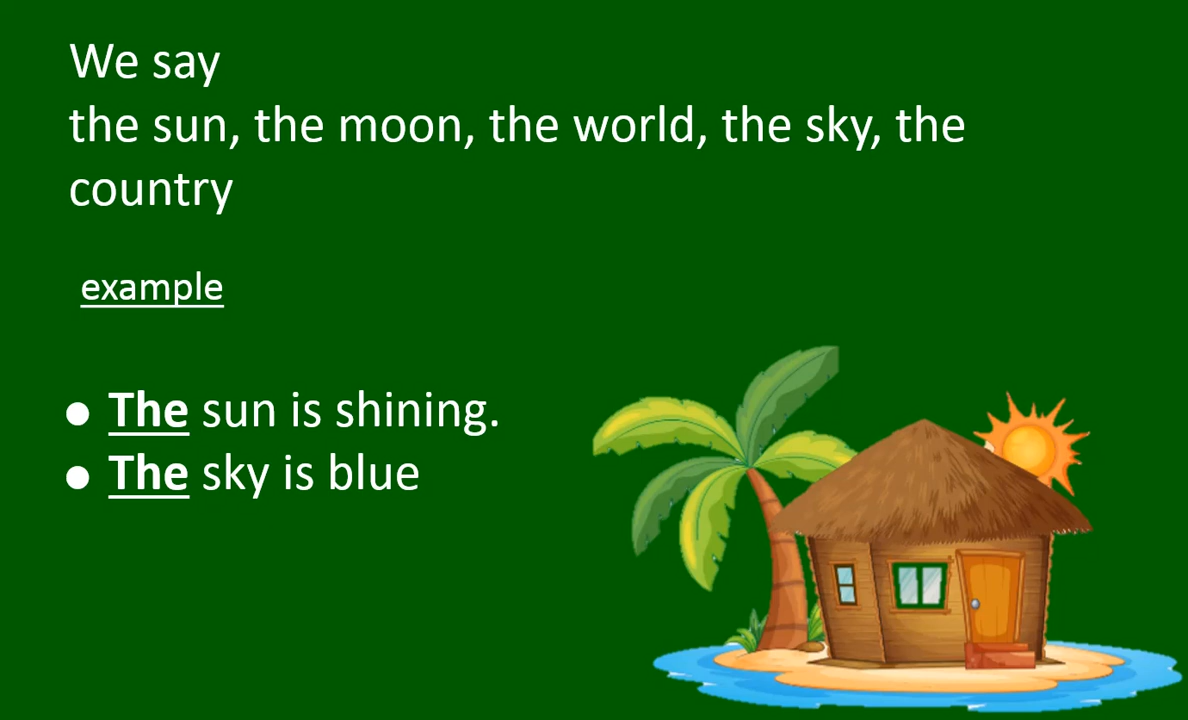 We say
the sun, the moon, the world, the sky, the
country
example
● The sun is shining.
● The sky is blue